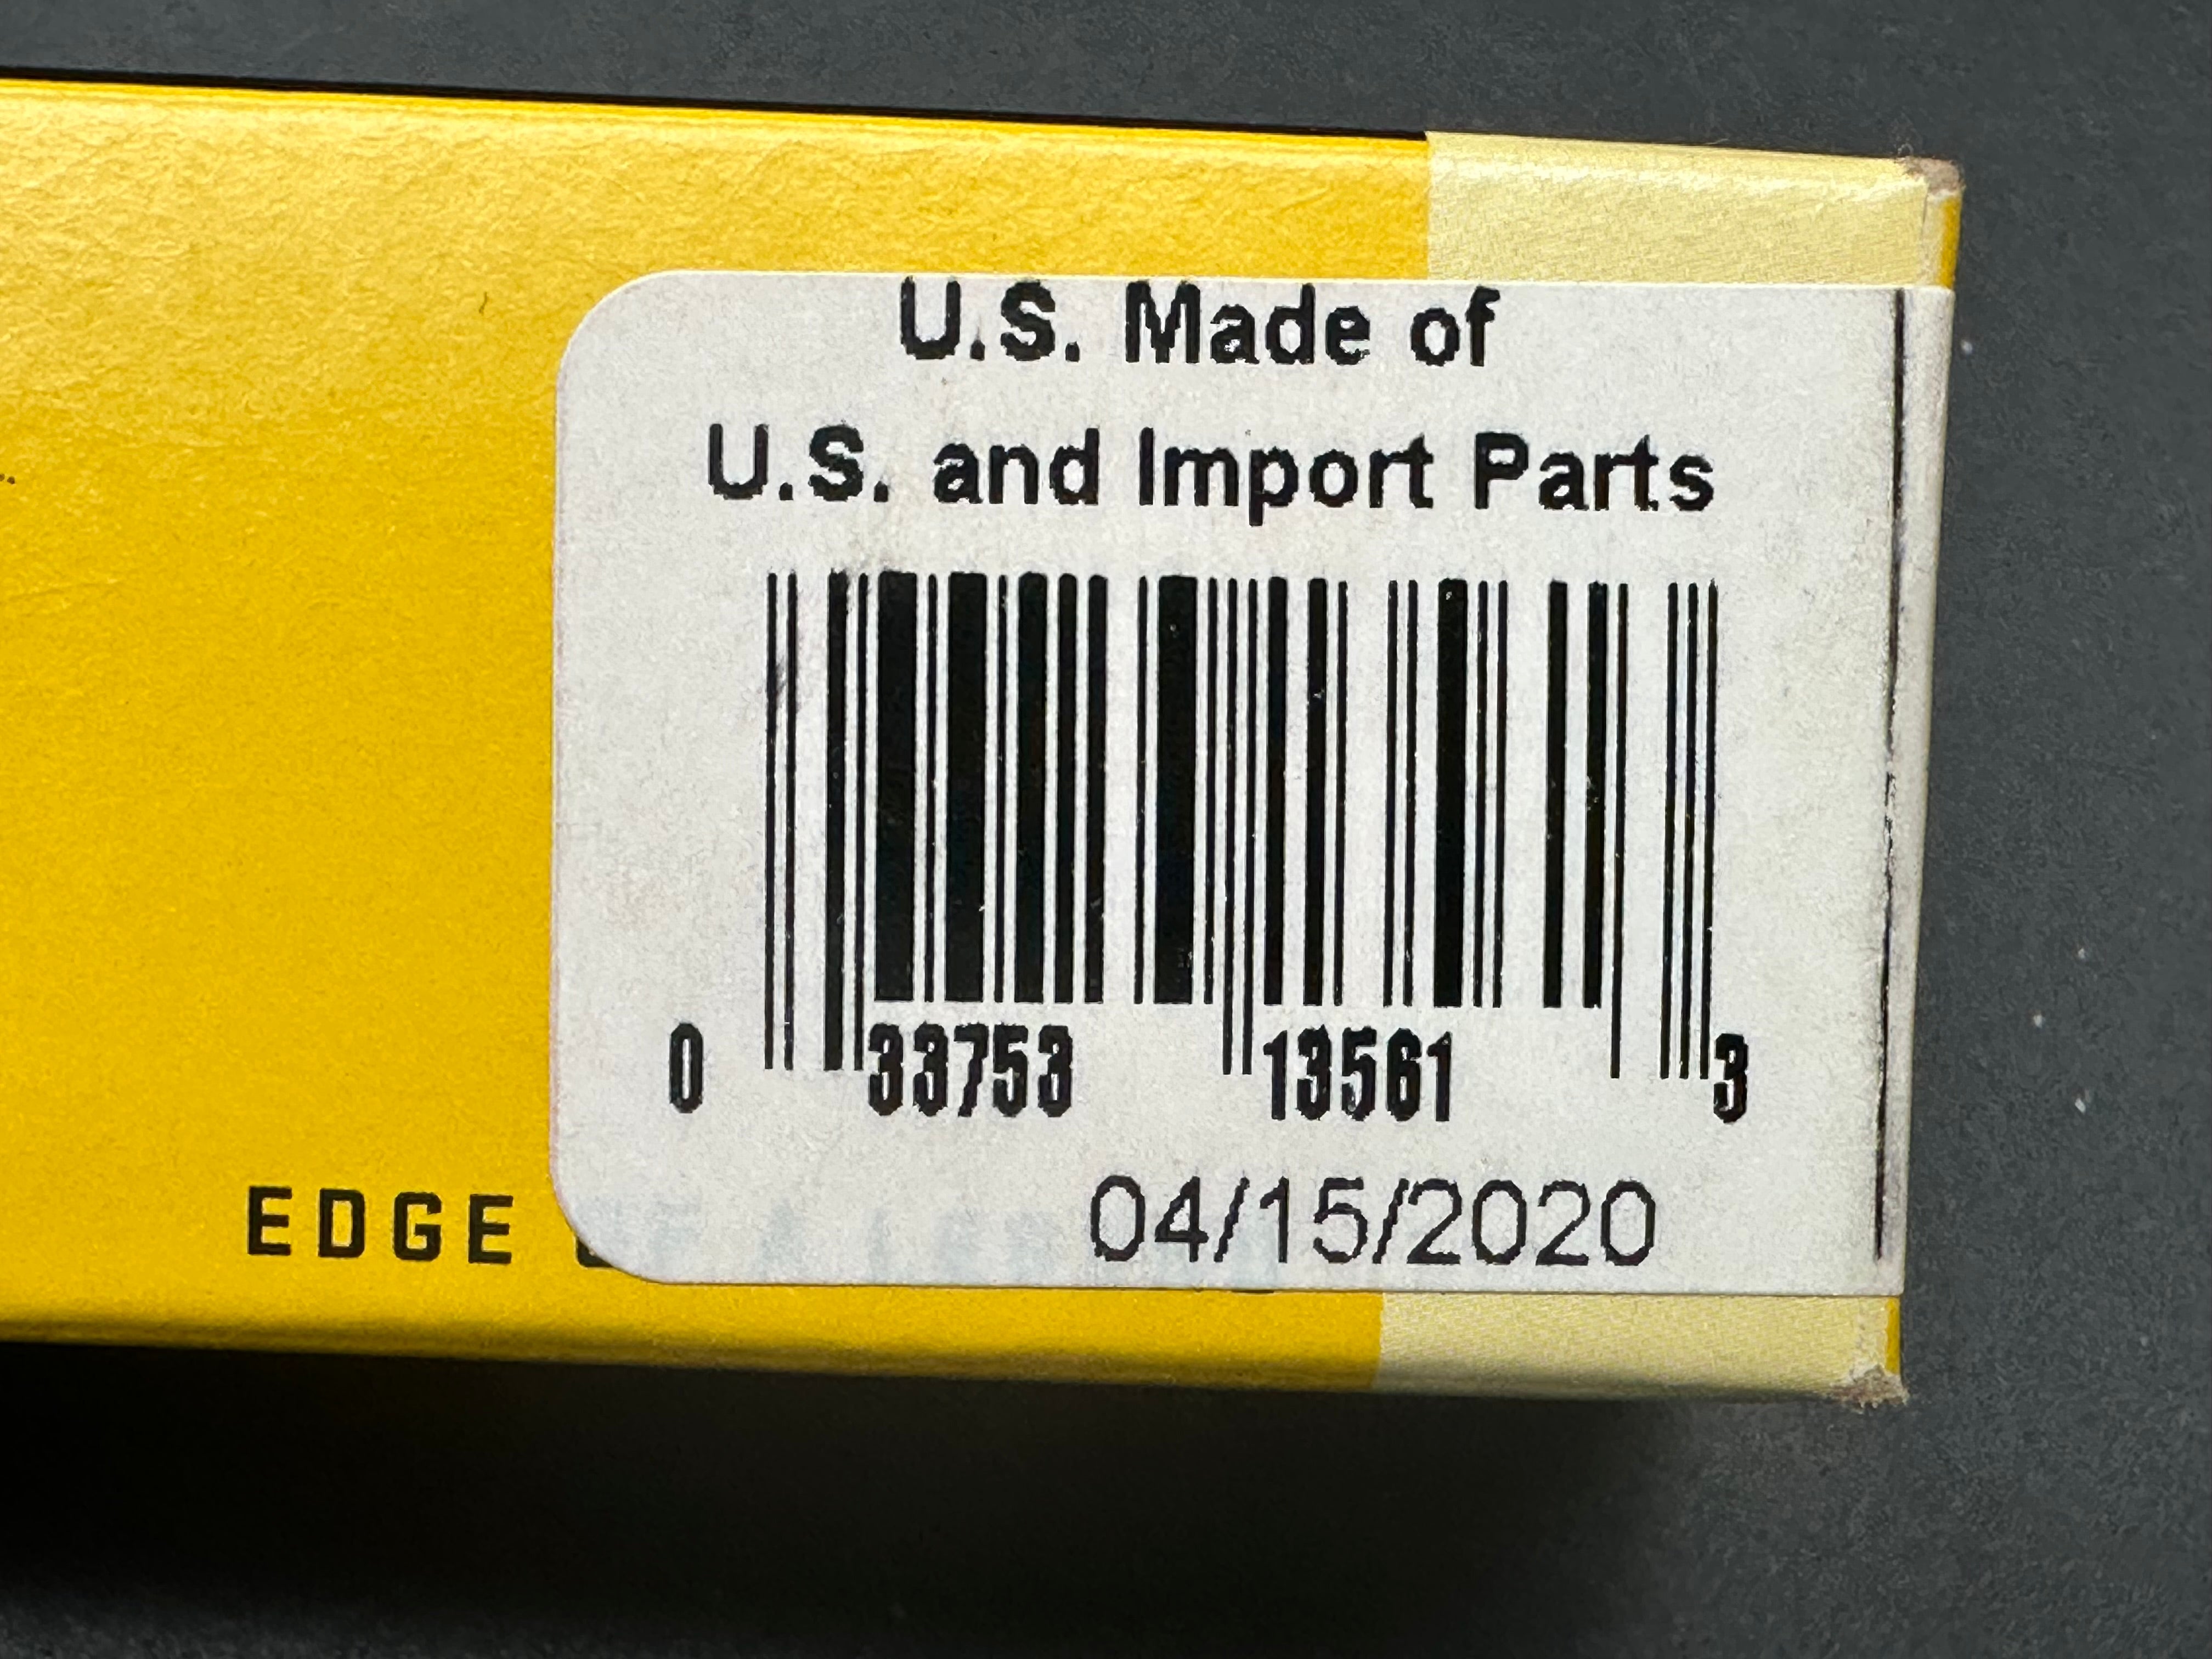 U.S. Made of
U.S. and Import Parts
0 33753 13561 3
04/15/2020
EDGE